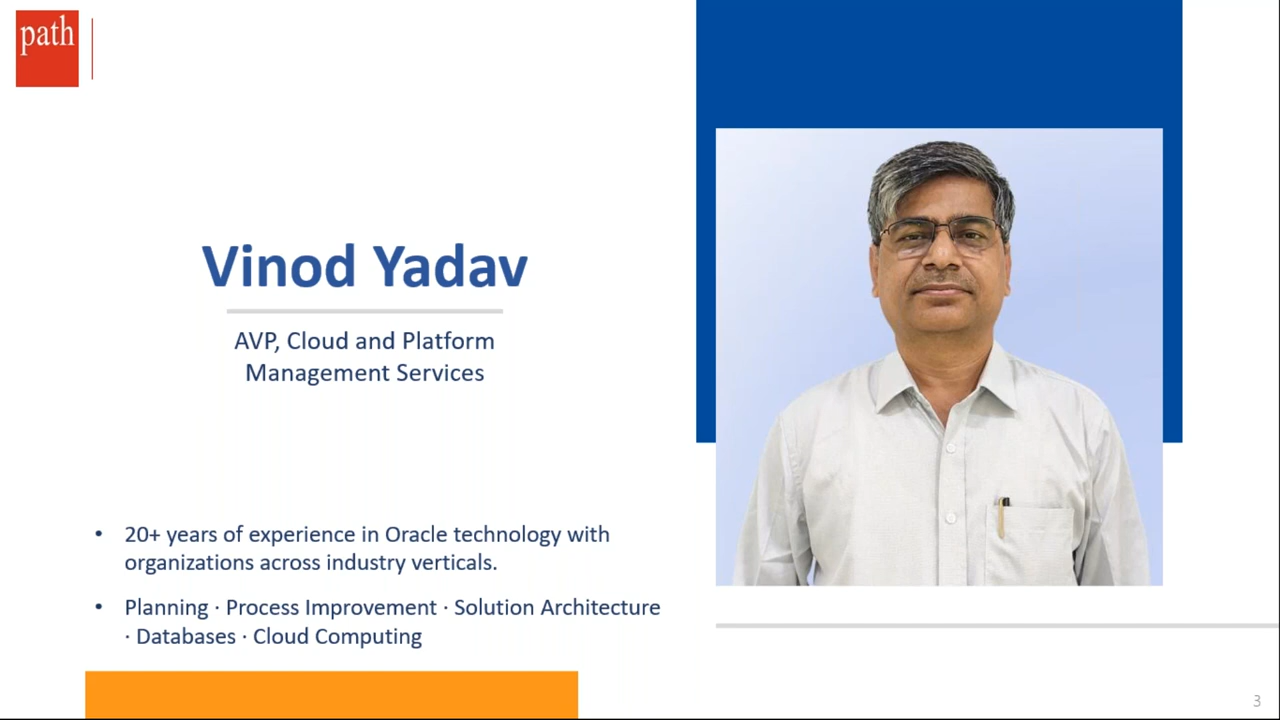 path
Vinod Yadav
AVP, Cloud and Platform
Management Services
• 20+ years of experience in Oracle technology with
organizations across industry verticals.
• Planning · Process Improvement · Solution Architecture
· Databases · Cloud Computing
3